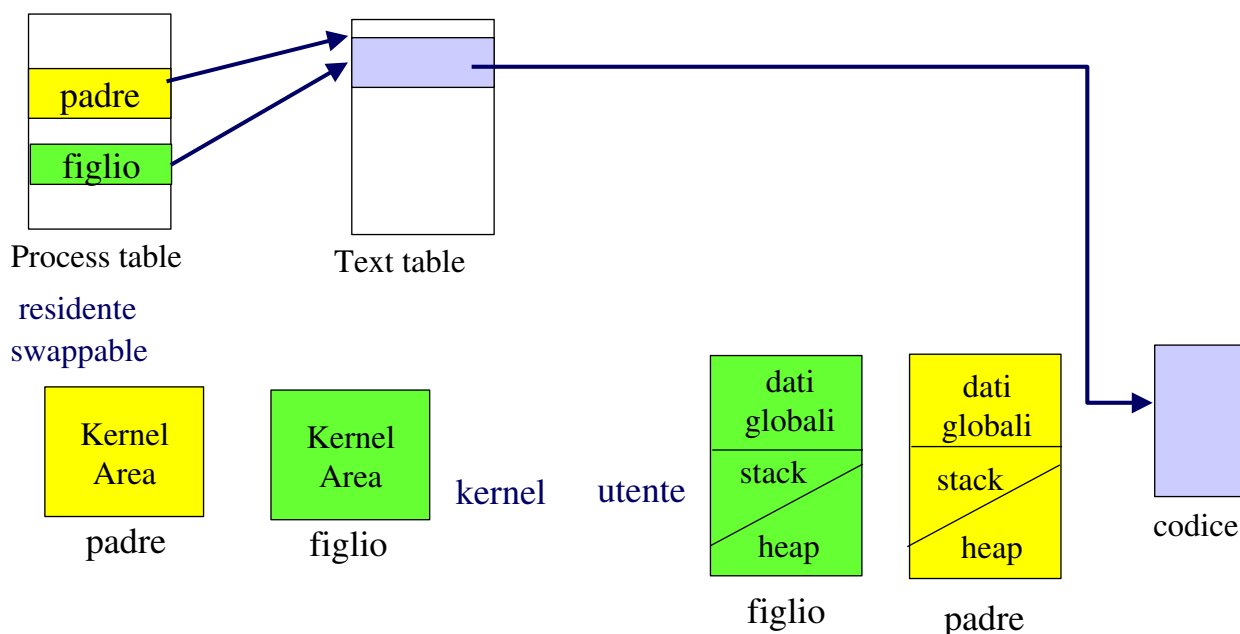 padre
figlio
Process table
Text table
residente
swappable
Kernel
Area
padre
Kernel
Area
figlio
kernel
utente
dati
globali
stack
heap
figlio
dati
globali
stack
heap
padre
codice